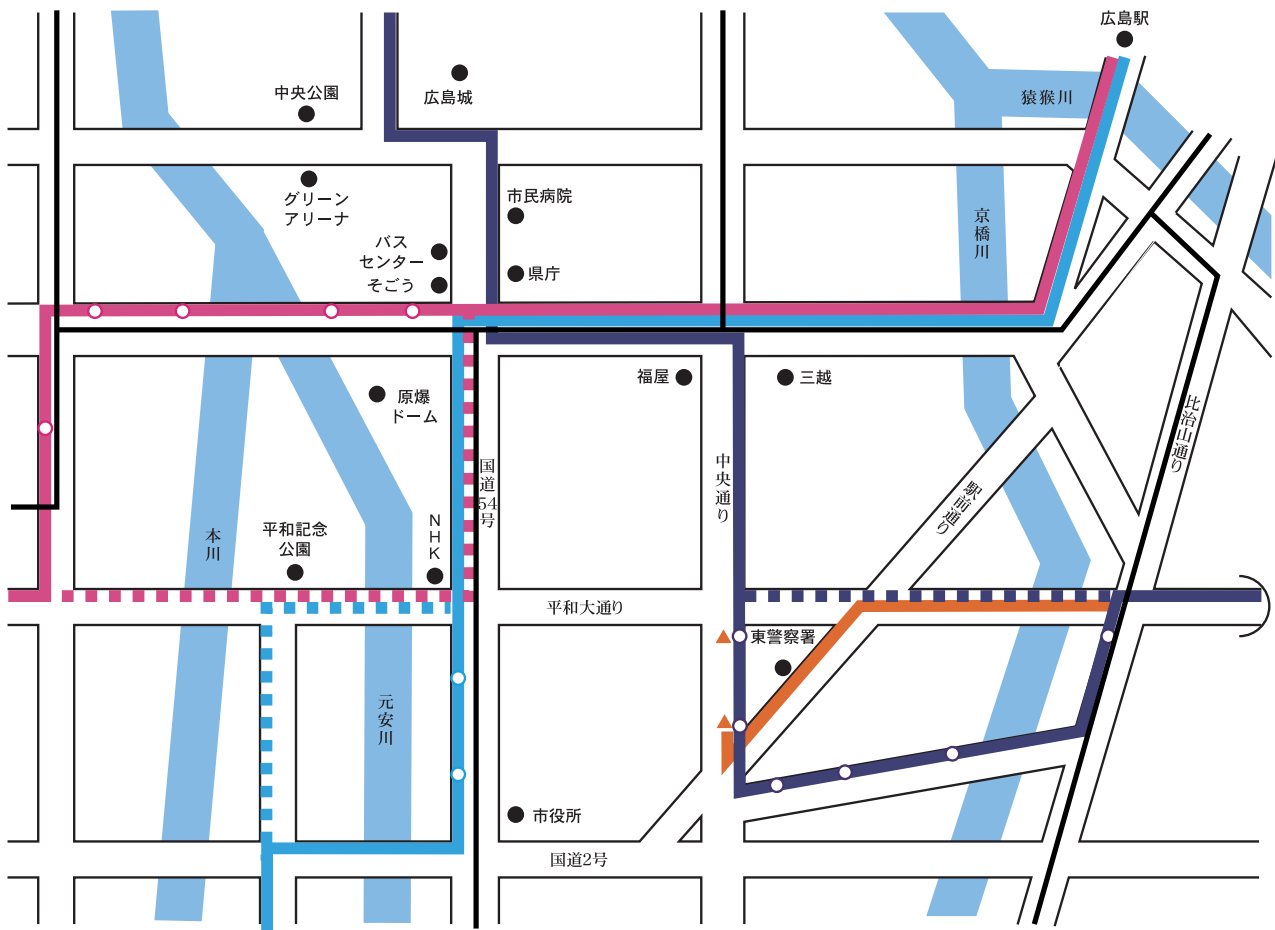 広島駅
中央公園
広島城
猿猴川
グリーン
アリーナ
市民病院
京橋川
バス
センター
県庁
そごう
福屋
三越
原爆
ドーム
比治山通り
国道54号
中央通り
駅前通り
本川
平和記念
公園
NHK
平和大通り
東警察署
元安川
市役所
国道2号